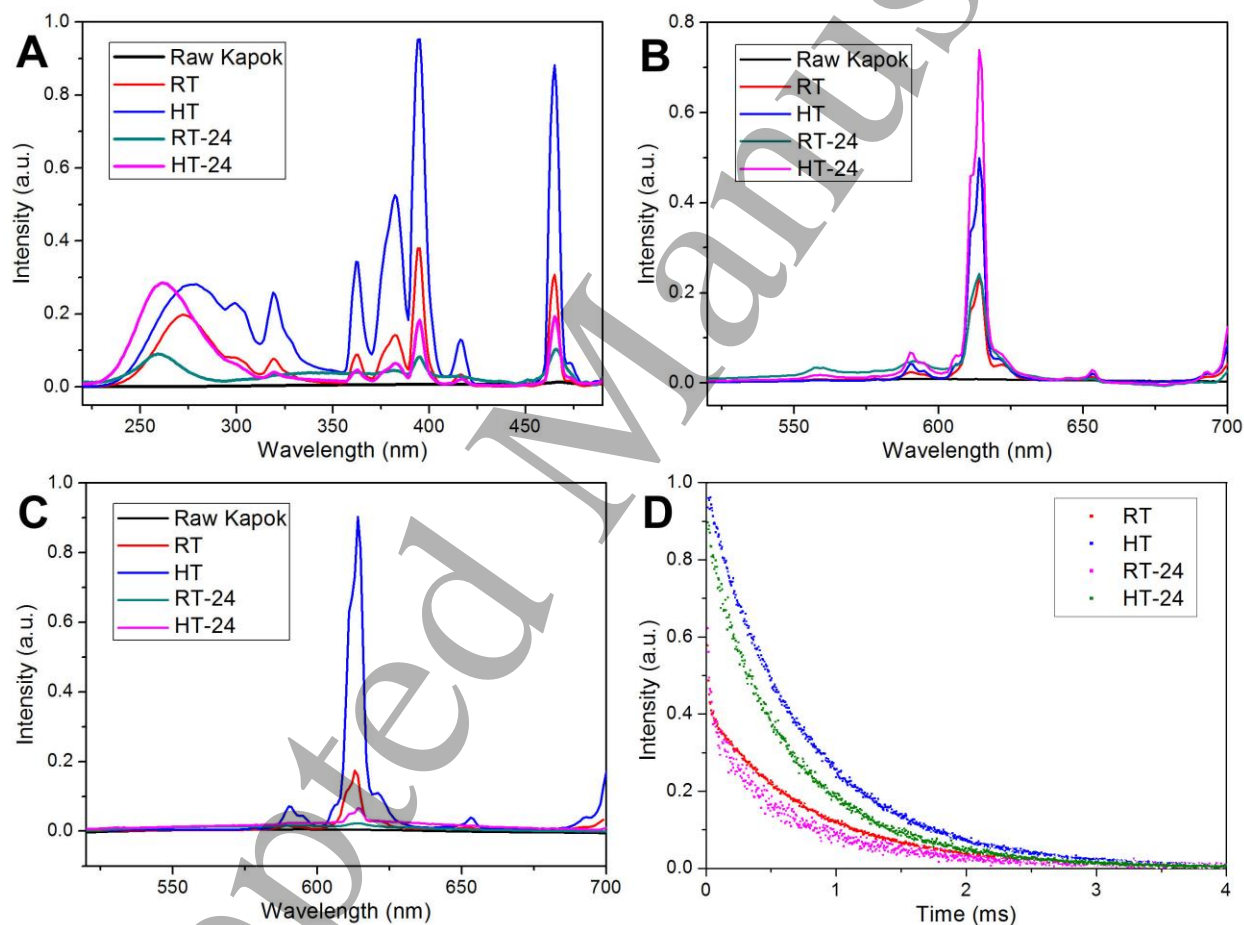 A
Raw Kapok
RT
HT
RT-24
HT-24
Intensity (a.u.)
1.0
0.8
0.6
0.4
0.2
0.0
250 300 350 400 450
Wavelength (nm)
B
Raw Kapok
RT
HT
RT-24
HT-24
Intensity (a.u.)
0.8
0.6
0.4
0.2
0.0
550 600 650 700
Wavelength (nm)
C
Raw Kapok
RT
HT
RT-24
HT-24
Intensity (a.u.)
1.0
0.8
0.6
0.4
0.2
0.0
550 600 650 700
Wavelength (nm)
D
RT
HT
RT-24
HT-24
Intensity (a.u.)
1.0
0.8
0.6
0.4
0.2
0.0
0 1 2 3 4
Time (ms)
pted Manus